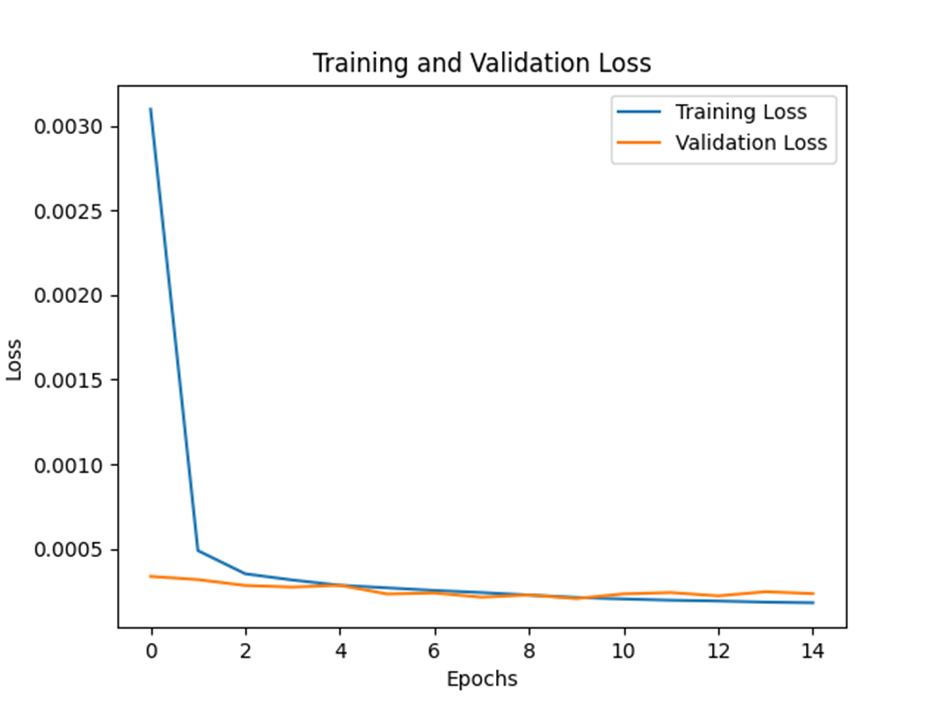 Training and Validation Loss
Training Loss
Validation Loss
0.0030
0.0025
0.0020
0.0015
0.0010
0.0005
Loss
0 2 4 6 8 10 12 14
Epochs